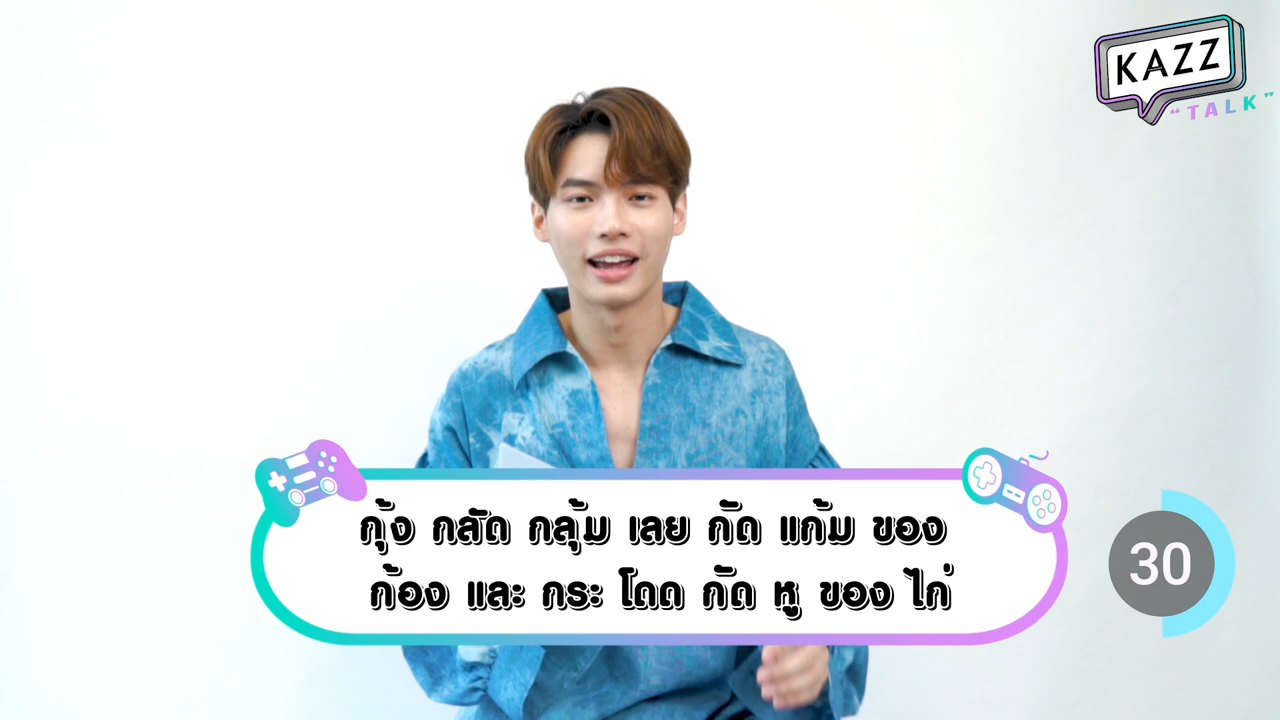 KAZZ
“TALK”
กุ้ง กลัด กลุ้ม เลย กัด แก้ม ของ
ก้อง และ กระ โดด กัด หู ของ ไก่
30